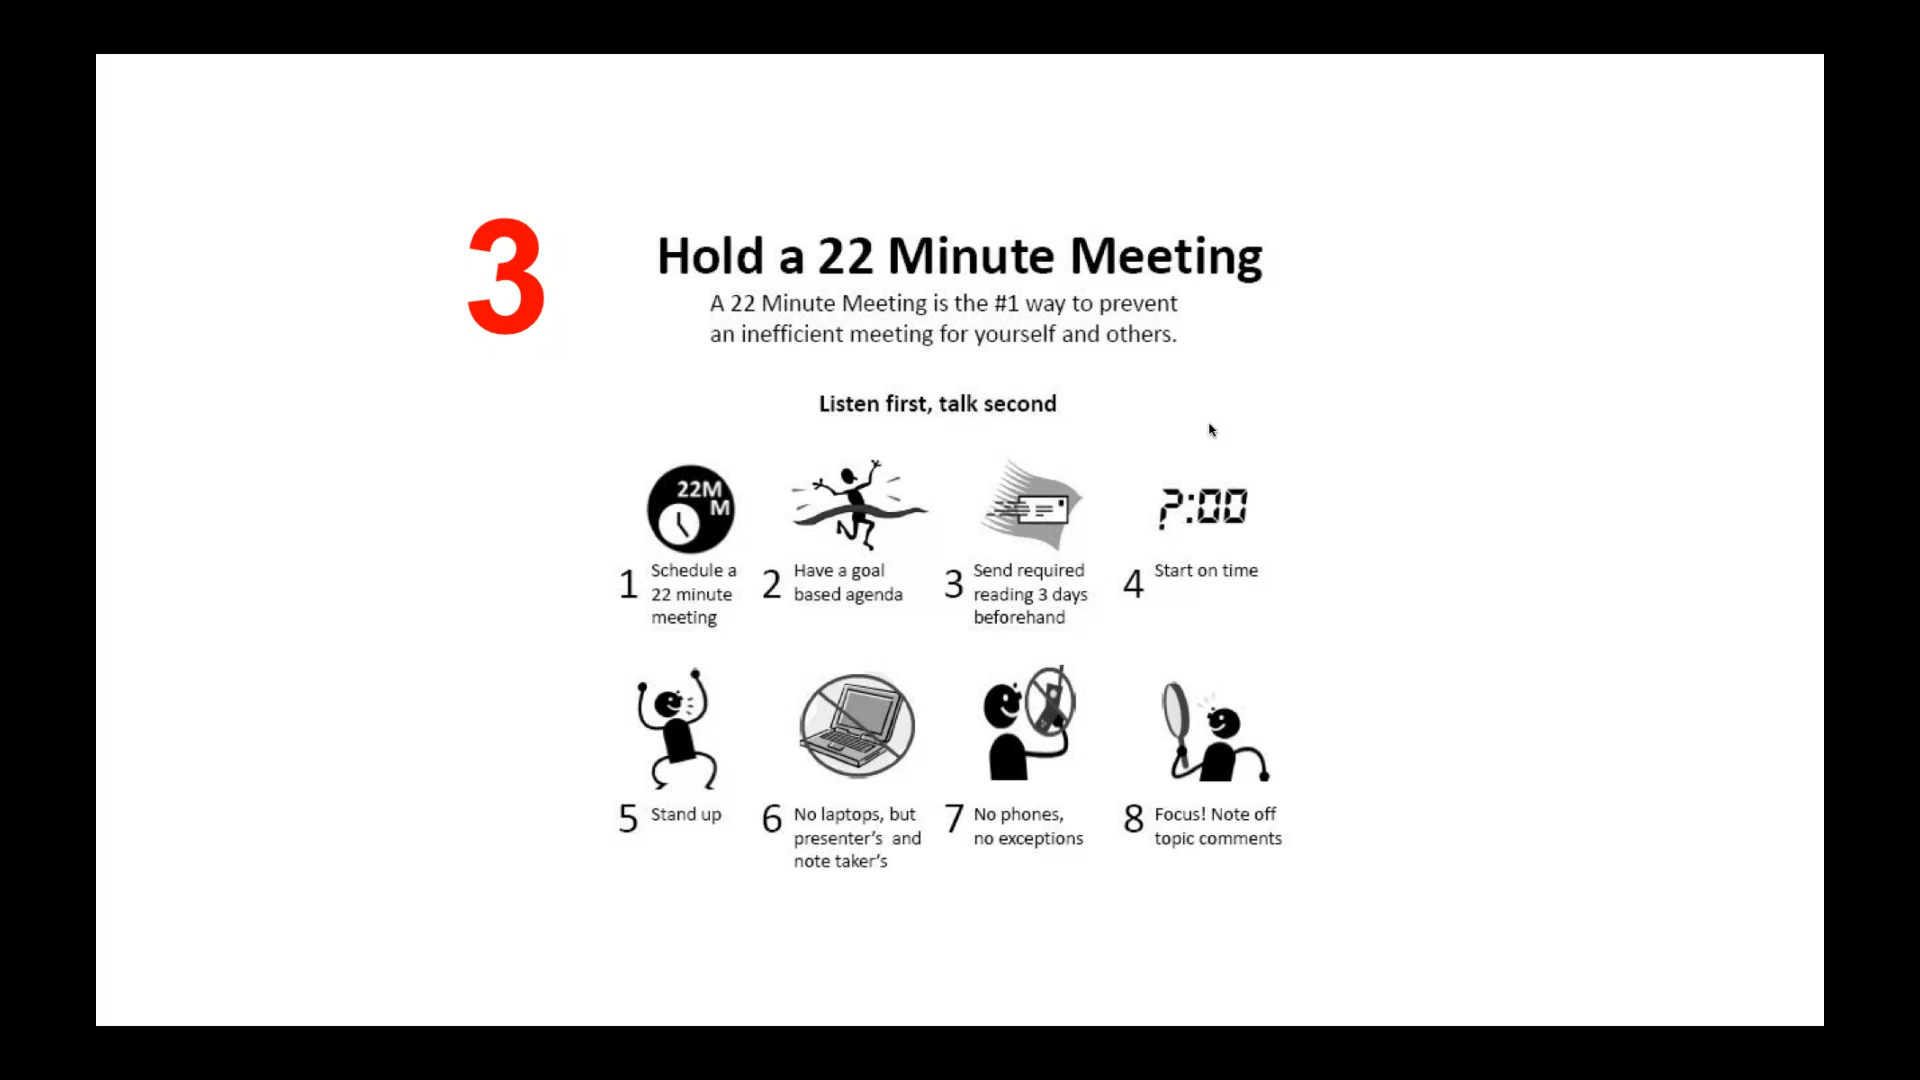 3
Hold a 22 Minute Meeting
A 22 Minute Meeting is the #1 way to prevent
an inefficient meeting for yourself and others.
Listen first, talk second
22M
M
?:00
1 Schedule a
22 minute
meeting
2 Have a goal
based agenda
3 Send required
reading 3 days
beforehand
4 Start on time
5 Stand up
6 No laptops, but
presenter's and
note taker's
7 No phones,
no exceptions
8 Focus! Note off
topic comments